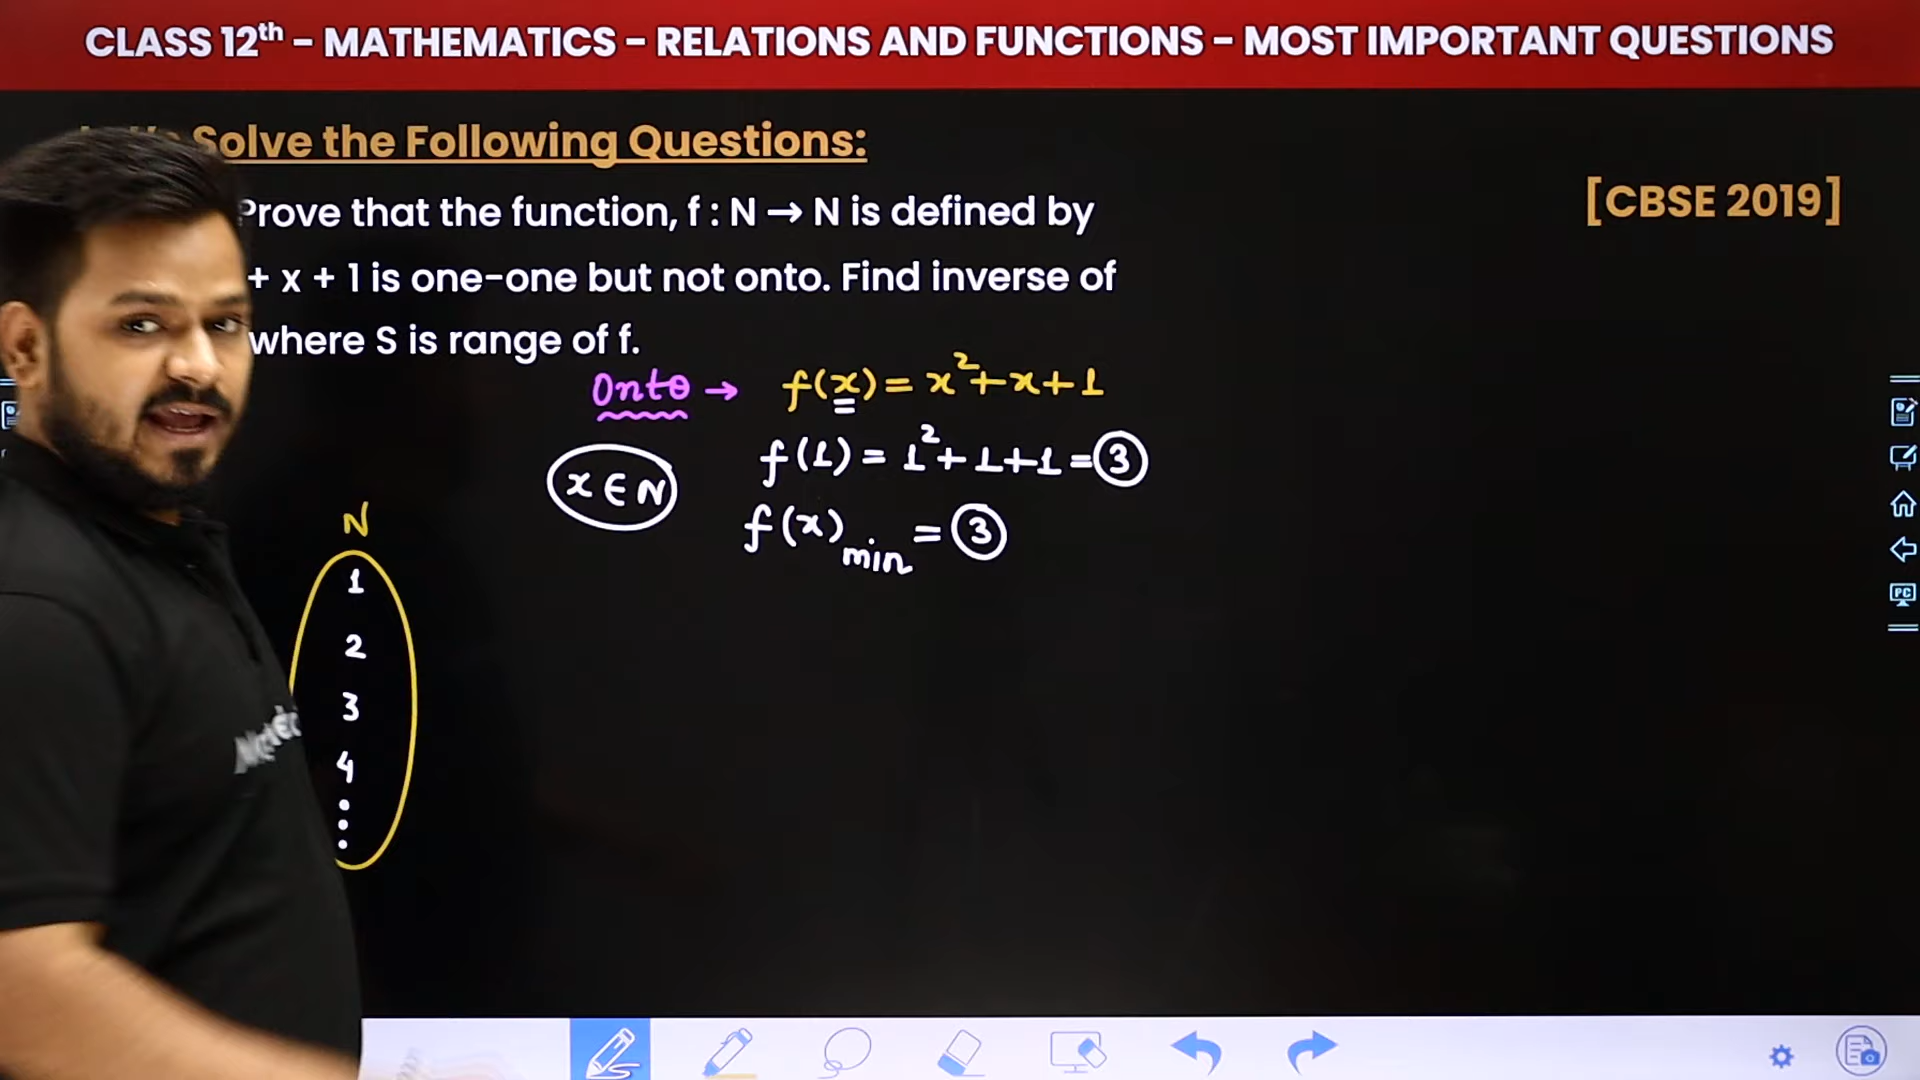 CLASS 12th - MATHEMATICS - RELATIONS AND FUNCTIONS - MOST IMPORTANT QUESTIONS
Solve the Following Questions:
[CBSE 2019]
Prove that the function, f : N → N is defined by
+ x + 1 is one-one but not onto. Find inverse of
where S is range of f.
Onto → f(x) = x²+x+1
x ∈ N
f(1) = 1²+1+1=3
f(x)min = 3
N
1
2
3
4
⋮
PC